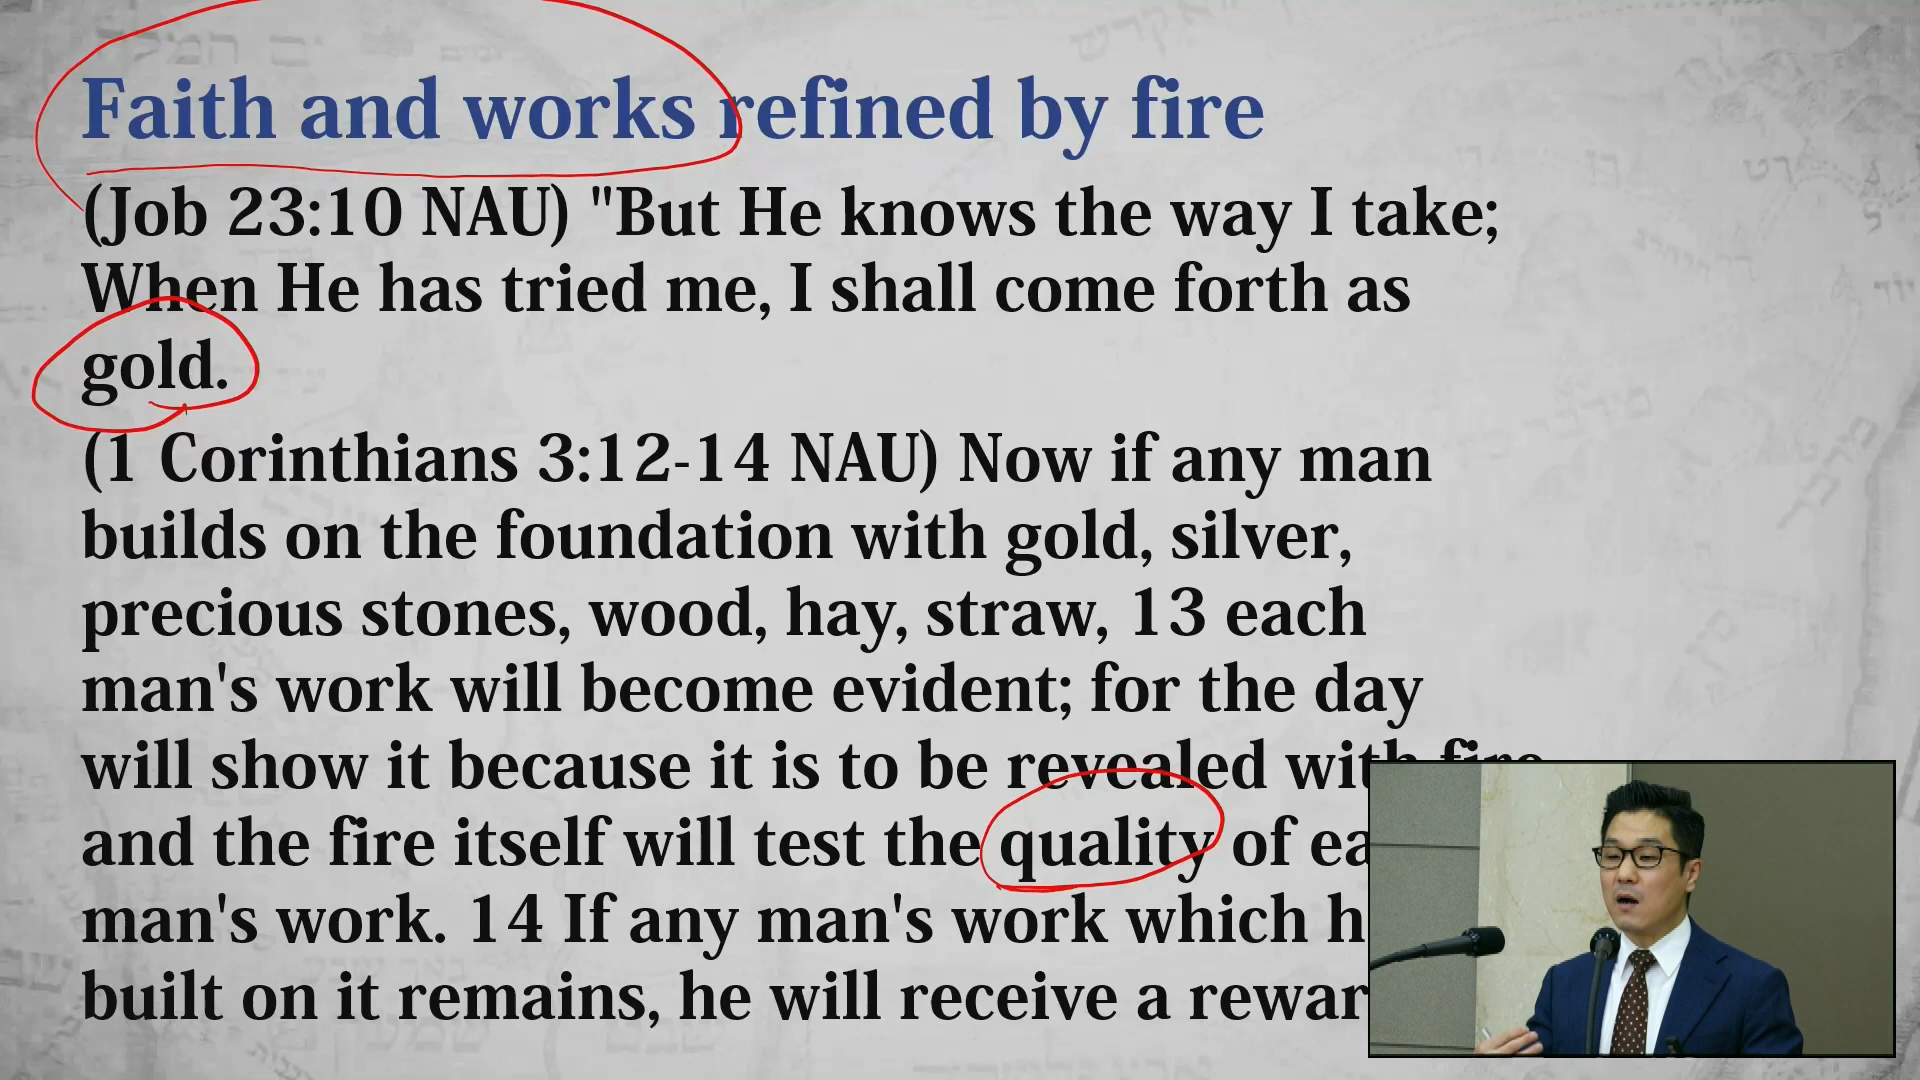 Faith and works refined by fire
(Job 23:10 NAU) "But He knows the way I take;
When He has tried me, I shall come forth as
gold.
(1 Corinthians 3:12-14 NAU) Now if any man
builds on the foundation with gold, silver,
precious stones, wood, hay, straw, 13 each
man's work will become evident; for the day
will show it because it is to be revealed with fire
and the fire itself will test the quality of
man's work. 14 If any man's work which
built on it remains, he will receive a